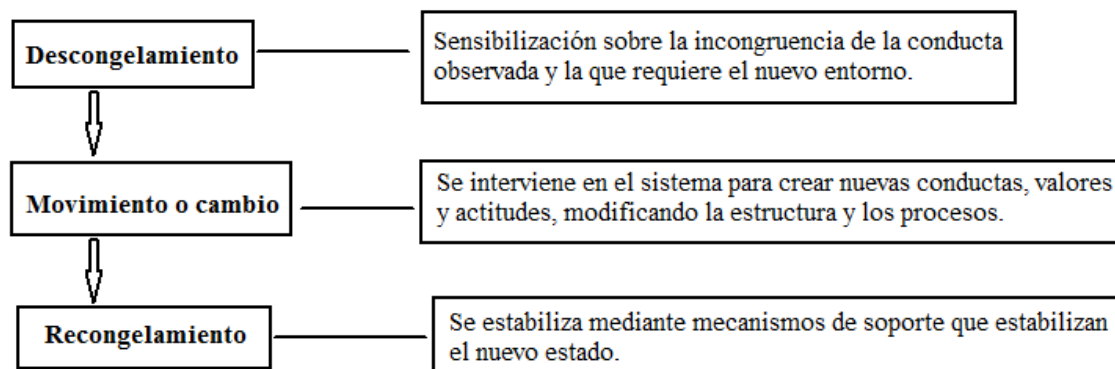 Descongelamiento
Sensibilización sobre la incongruencia de la conducta
observada y la que requiere el nuevo entorno.
Movimiento o cambio
Se interviene en el sistema para crear nuevas conductas, valores
y actitudes, modificando la estructura y los procesos.
Recongelamiento
Se estabiliza mediante mecanismos de soporte que estabilizan
el nuevo estado.